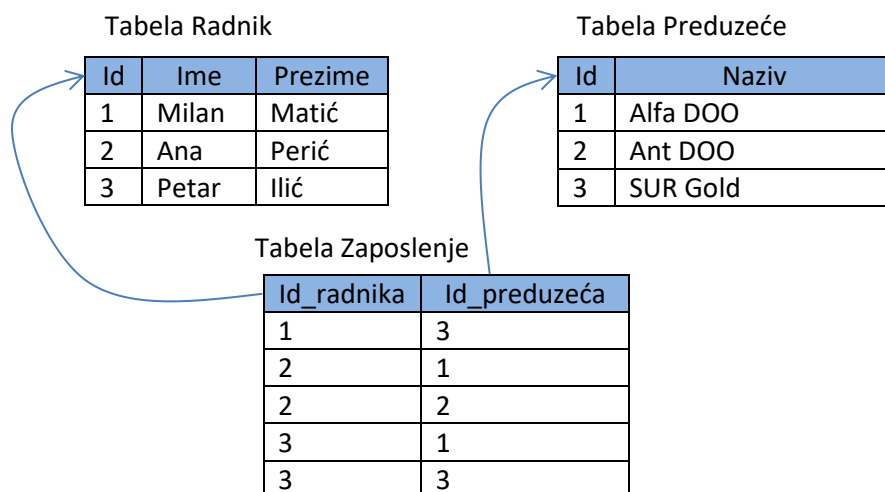 Tabela Radnik
Id Ime Prezime
1 Milan Matić
2 Ana Perić
3 Petar Ilić
Tabela Preduzeće
Id Naziv
1 Alfa DOO
2 Ant DOO
3 SUR Gold
Tabela Zaposlenje
Id_radnika Id_preduzeća
1 3
2 1
2 2
3 1
3 3